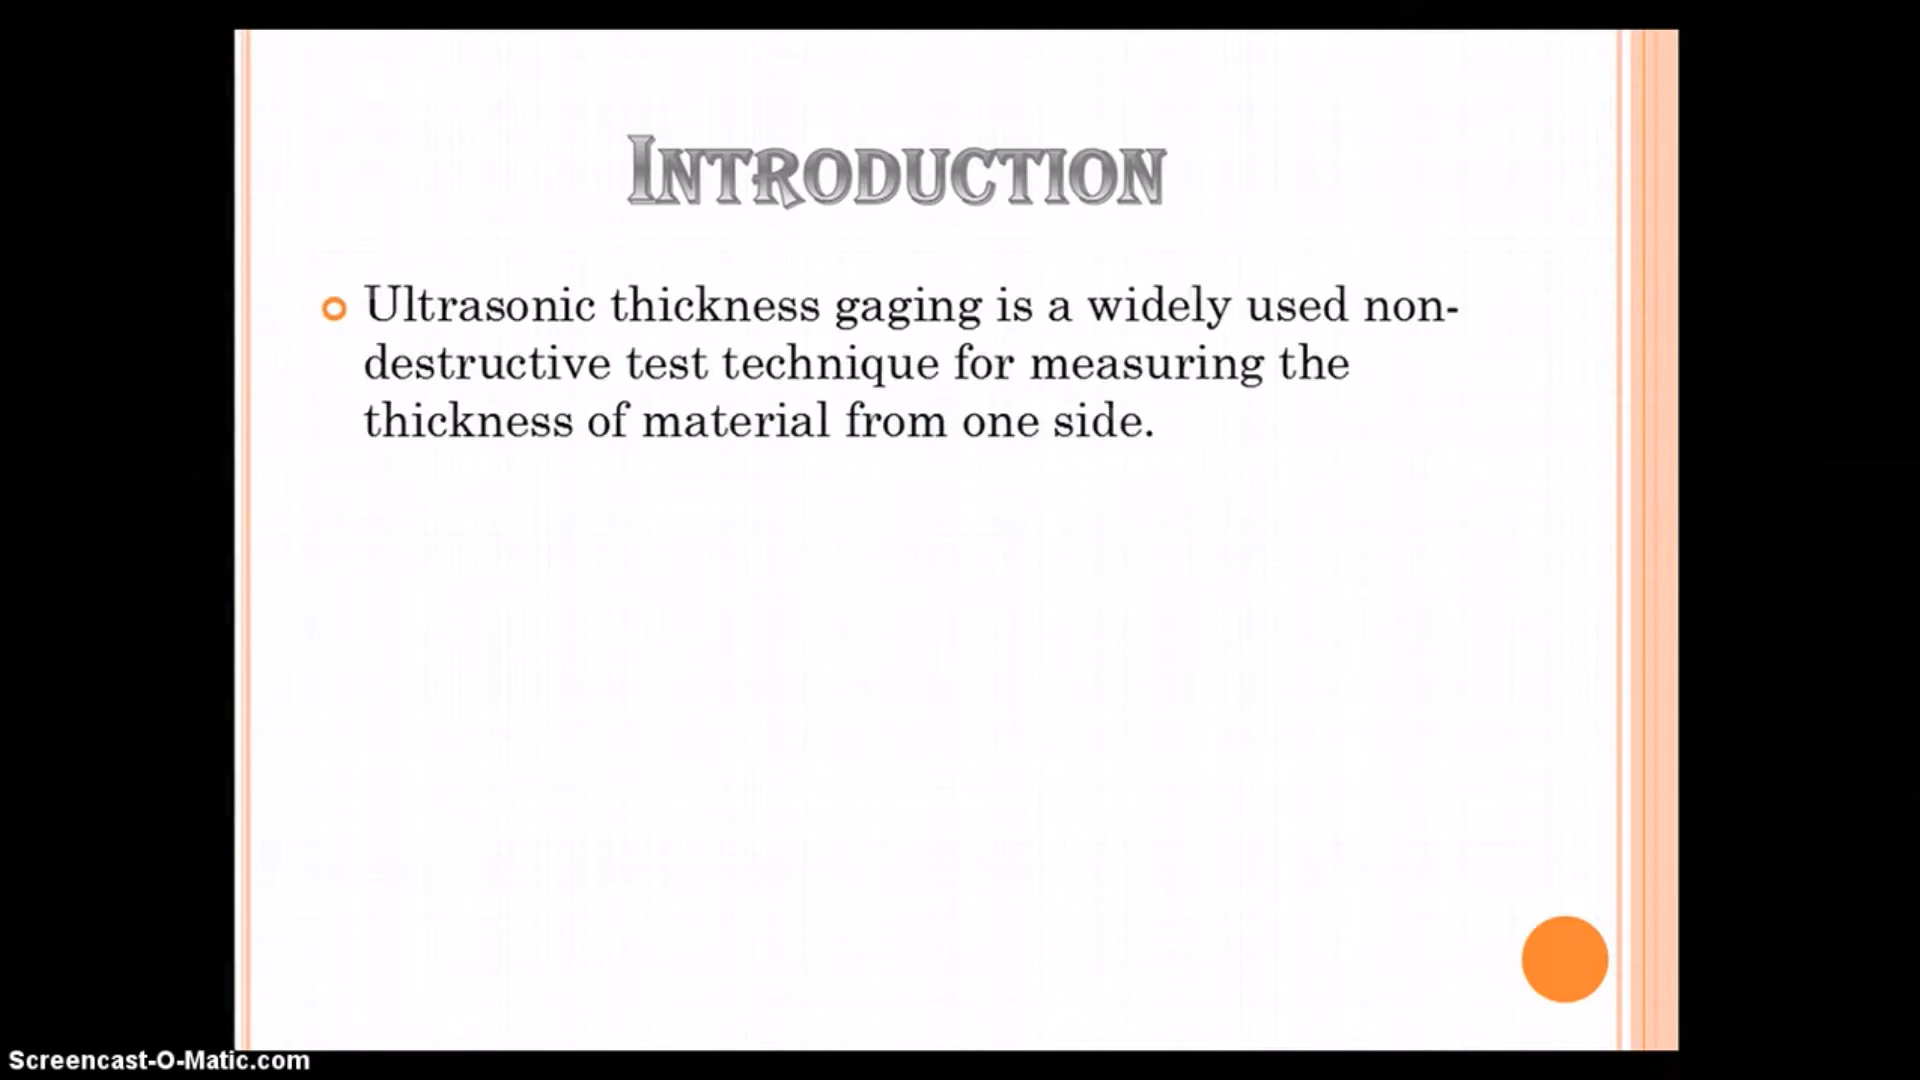 INTRODUCTION
Ultrasonic thickness gaging is a widely used non-
destructive test technique for measuring the
thickness of material from one side.
Screencast-O-Matic.com